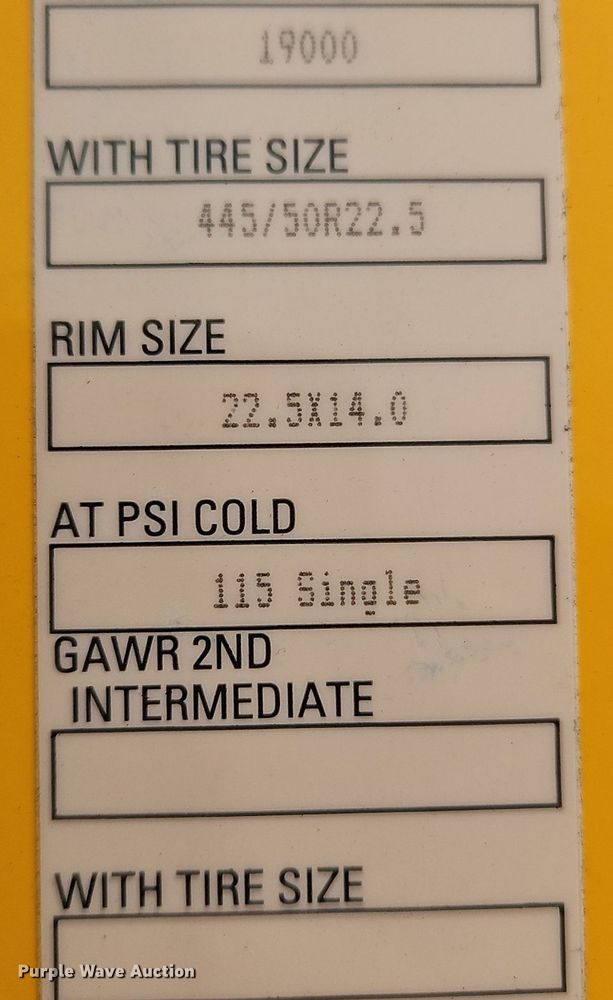 19000
WITH TIRE SIZE
445/50R22.5
RIM SIZE
22.5X14.0
AT PSI COLD
115 Single
GAWR 2ND
INTERMEDIATE
WITH TIRE SIZE
Purple Wave Auction